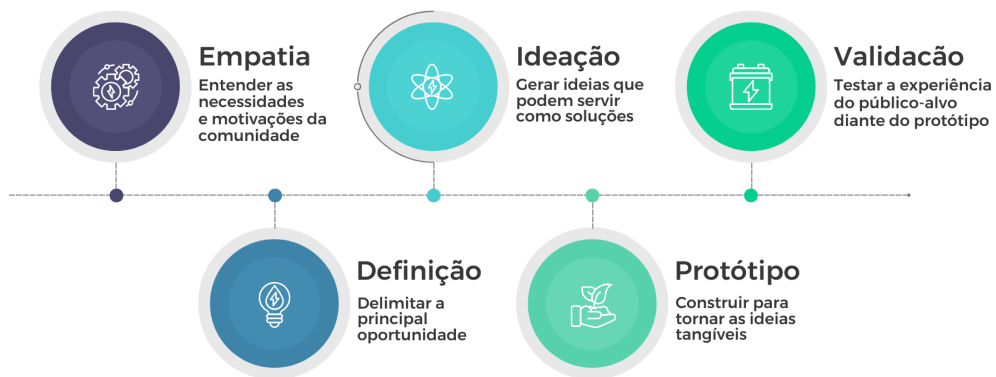 Empatia
Entender as
necessidades
e motivações da
comunidade
Definição
Delimitar a
principal
oportunidade
Ideação
Gerar ideias que
podem servir
como soluções
Protótipo
Construir para
tornar as ideias
tangíveis
Validacão
Testar a experiência
do público-alvo
diante do protótipo